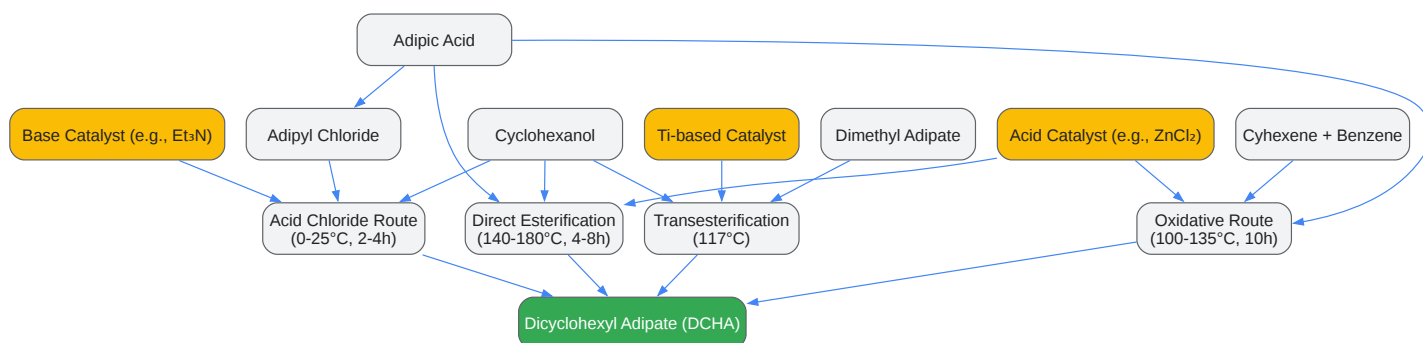 Adipic Acid
Base Catalyst (e.g., Et₃N)
Adipyl Chloride
Cyclohexanol
Ti-based Catalyst
Dimethyl Adipate
Acid Catalyst (e.g., ZnCl₂)
Cyhexene + Benzene
Acid Chloride Route
(0-25°C, 2-4h)
Direct Esterification
(140-180°C, 4-8h)
Transesterification
(117°C)
Oxidative Route
(100-135°C, 10h)
Dicyclohexyl Adipate (DCHA)